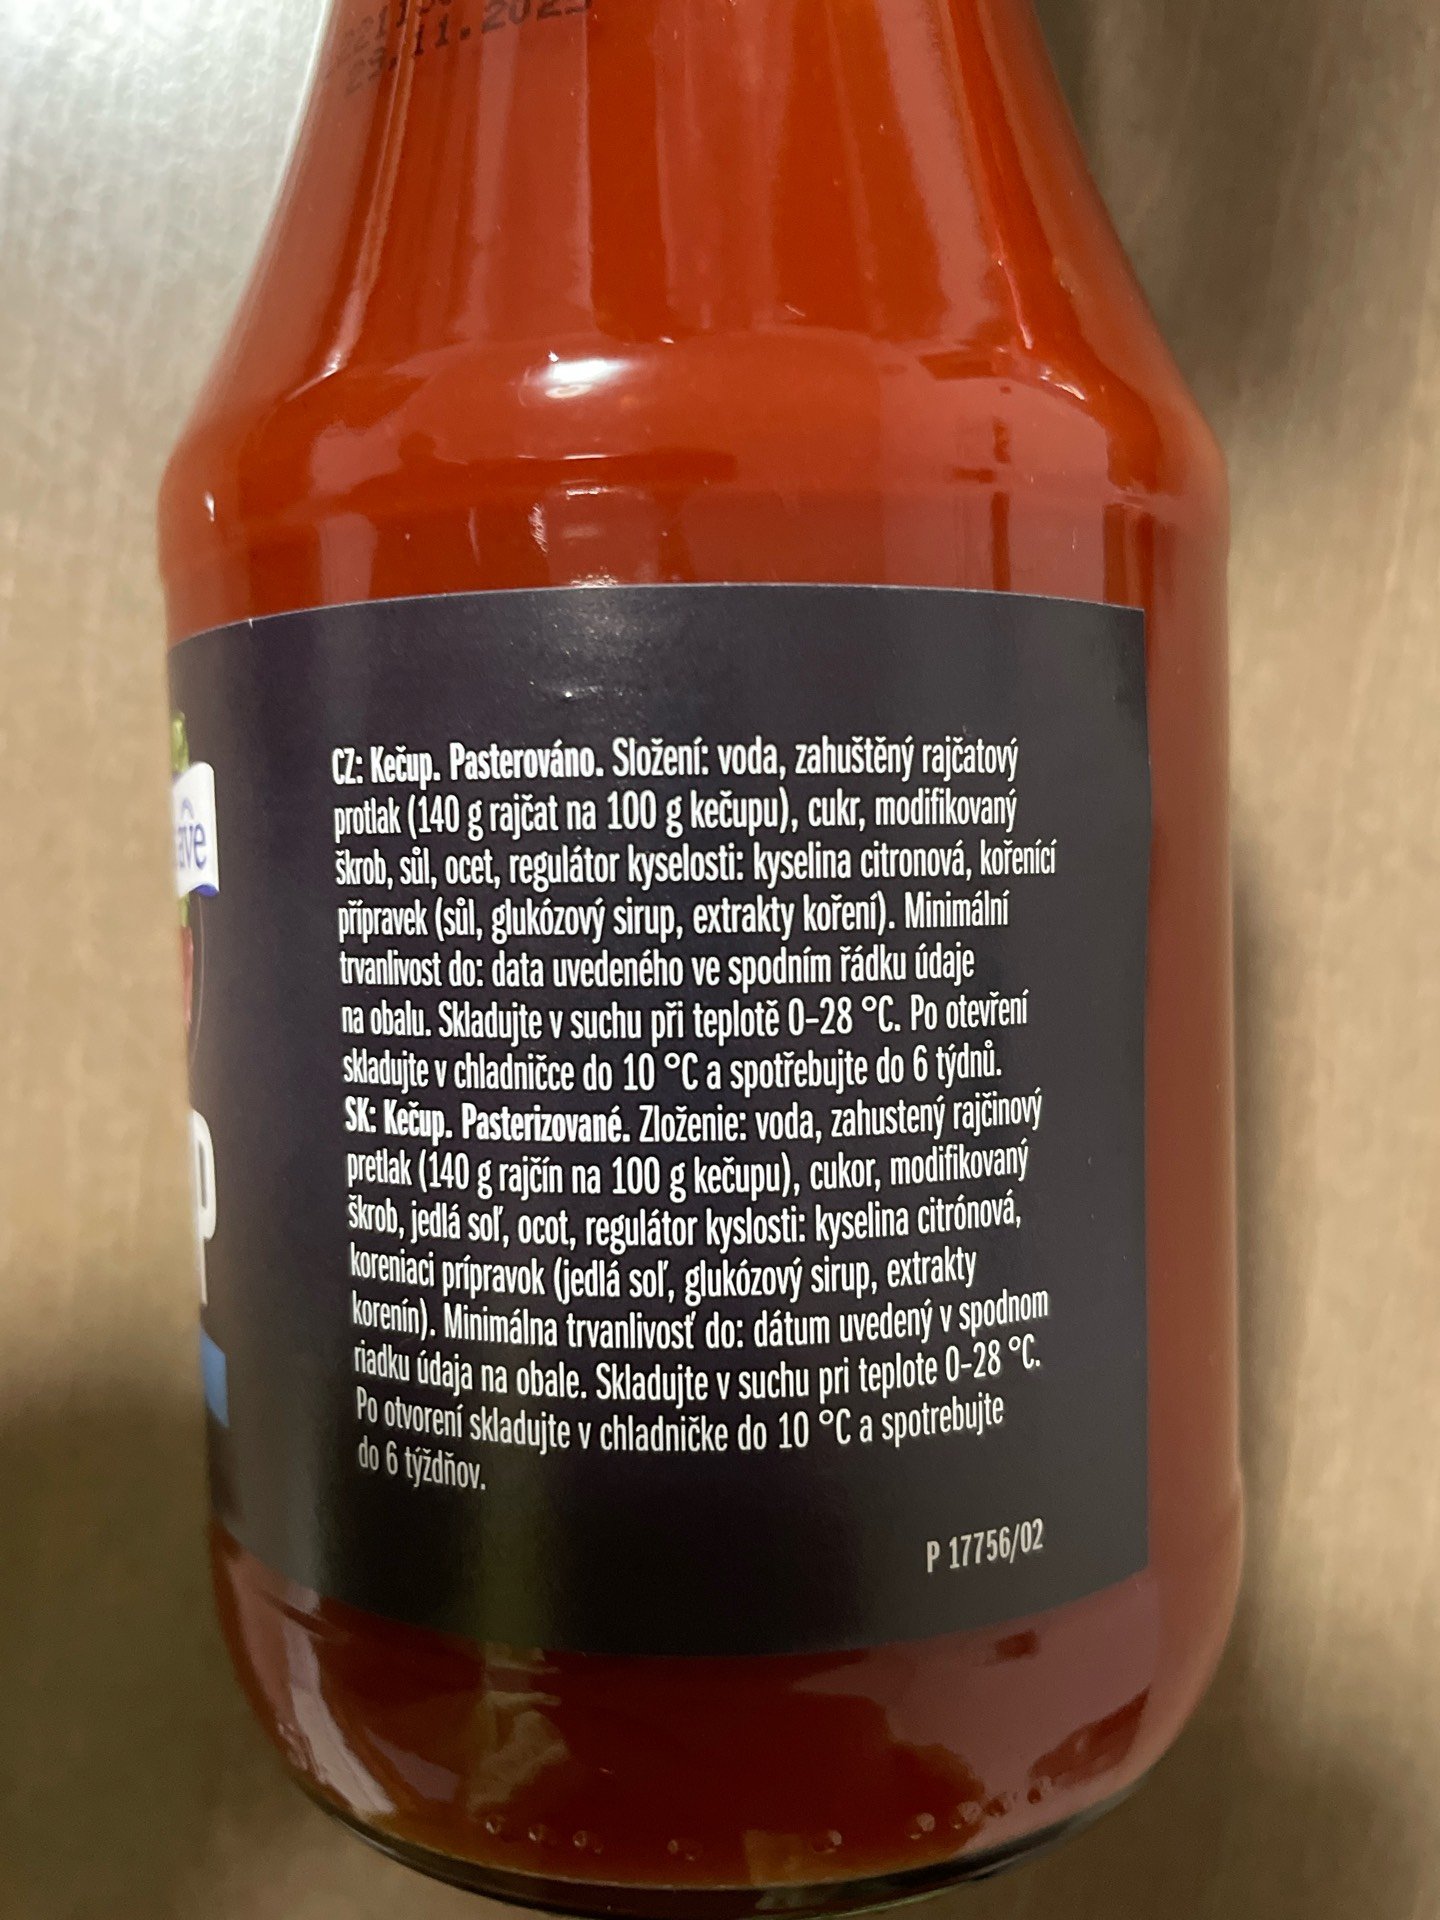 .11.2023
CZ: Kečup. Pasterováno. Složení: voda, zahuštěný rajčatový
protlak (140 g rajčat na 100 g kečupu), cukr, modifikovaný
škrob, sůl, ocet, regulátor kyselosti: kyselina citronová, kořenící
přípravek (sůl, glukózový sirup, extrakty koření). Minimální
trvanlivost do: data uvedeného ve spodním řádku údaje
na obalu. Skladujte v suchu při teplotě 0-28 °C. Po otevření
skladujte v chladničce do 10 °C a spotřebujte do 6 týdnů.
SK: Kečup. Pasterizované. Zloženie: voda, zahustený rajčinový
pretlak (140 g rajčín na 100 g kečupu), cukor, modifikovaný
škrob, jedlá soľ, ocot, regulátor kyslosti: kyselina citrónová,
koreniaci prípravok (jedlá soľ, glukózový sirup, extrakty
korenín). Minimálna trvanlivosť do: dátum uvedený v spodnom
riadku údaja na obale. Skladujte v suchu pri teplote 0-28 °C.
Po otvorení skladujte v chladničke do 10 °C a spotrebujte
do 6 týždňov.
P 17756/02